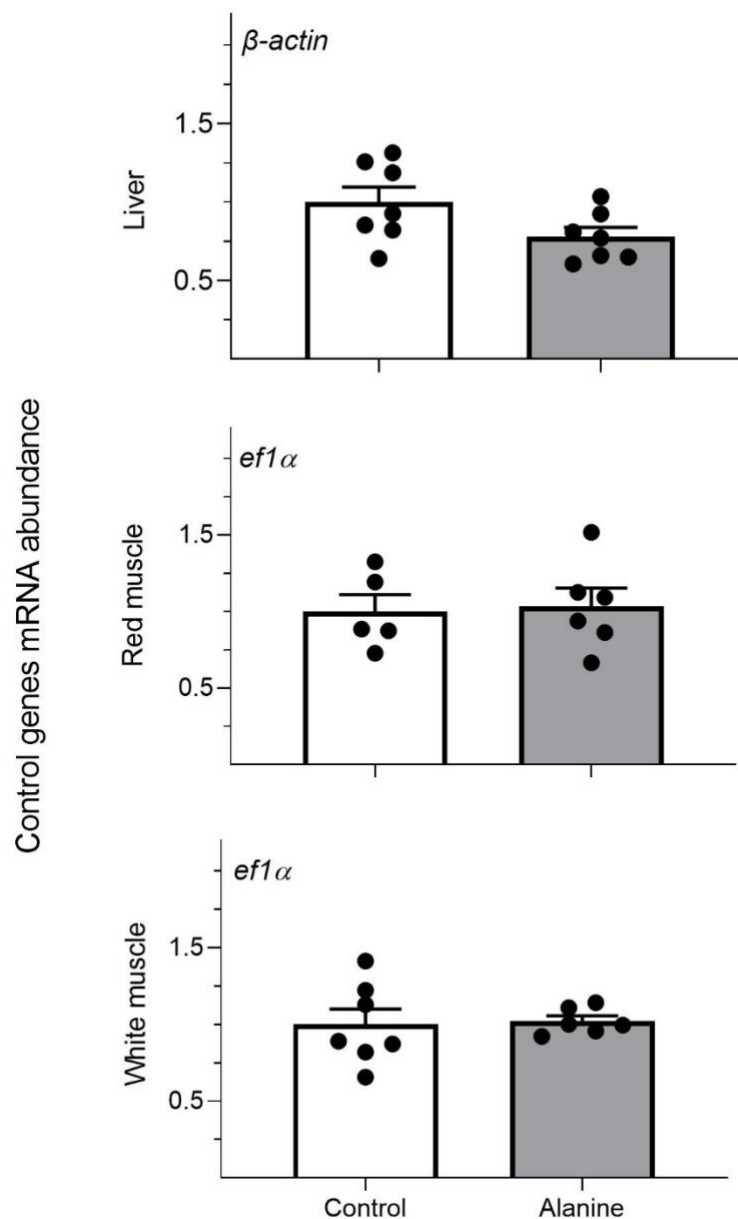 Control genes mRNA abundance
Liver
β-actin
1.5
0.5
Red muscle
ef1α
1.5
0.5
White muscle
ef1α
1.5
0.5
Control
Alanine